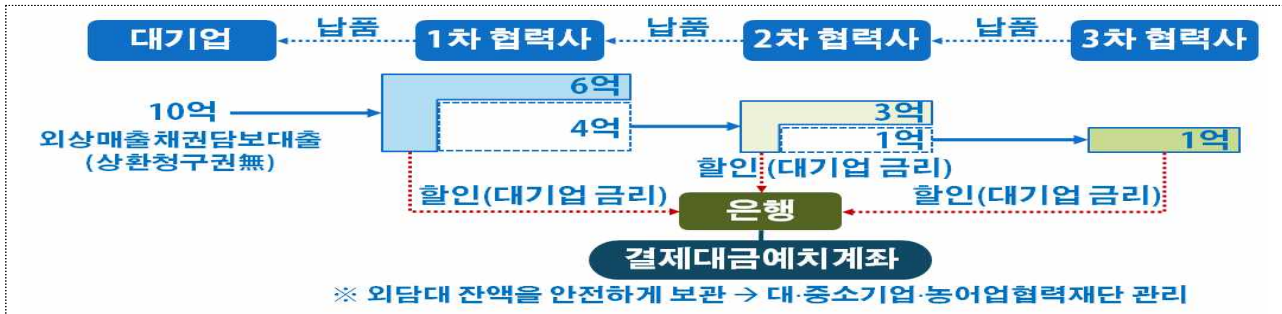 대기업 납품 1차 협력사 납품 2차 협력사 납품 3차 협력사
6억
10억
외상매출채권담보대출
(상환청구권無)
4억
3억
1억
1억
할인 (대기업 금리)
할인(대기업 금리)
할인(대기업 금리)
은행
결제대금예치계좌
※ 외담대 잔액을 안전하게 보관 → 대·중소기업·농어업협력재단 관리